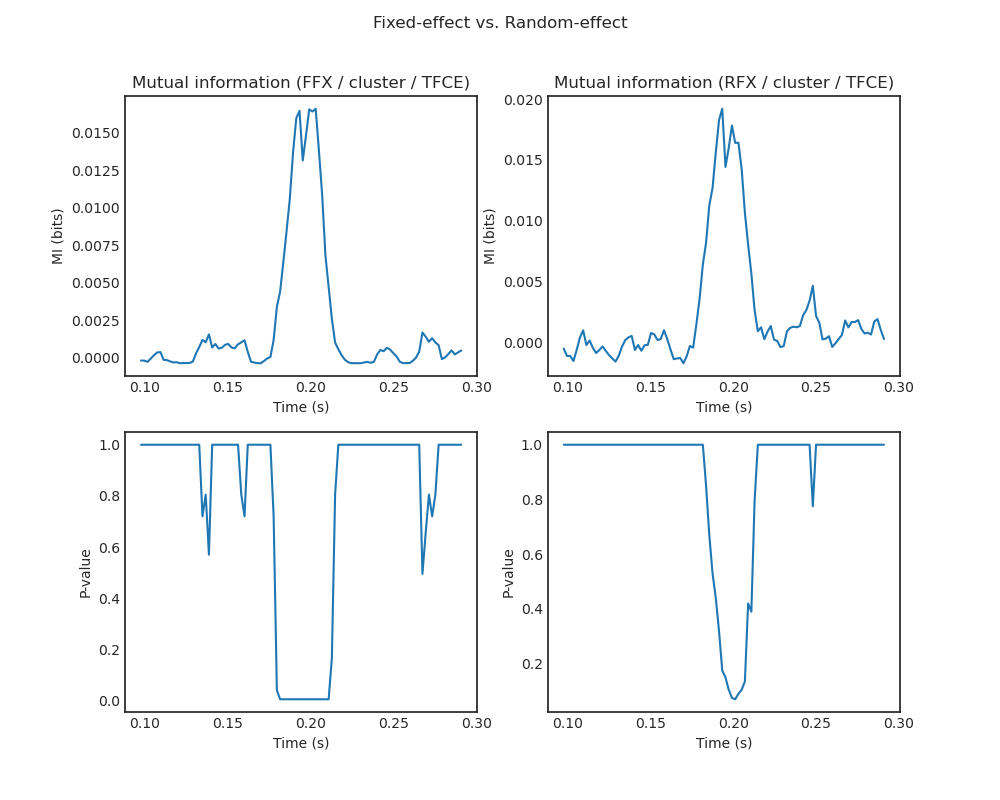 Fixed-effect vs. Random-effect
Mutual information (FFX / cluster / TFCE)
MI (bits)
0.0150
0.0125
0.0100
0.0075
0.0050
0.0025
0.0000
0.10 0.15 0.20 0.25 0.30
Time (s)
Mutual information (RFX / cluster / TFCE)
MI (bits)
0.020
0.015
0.010
0.005
0.000
0.10 0.15 0.20 0.25 0.30
Time (s)
P-value
1.0
0.8
0.6
0.4
0.2
0.0
0.10 0.15 0.20 0.25 0.30
Time (s)
P-value
1.0
0.8
0.6
0.4
0.2
0.10 0.15 0.20 0.25 0.30
Time (s)